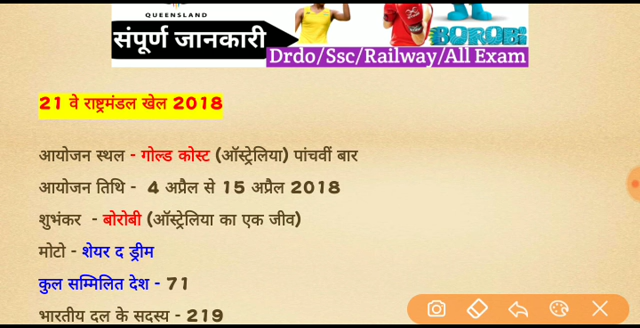 QUEENSLAND
संपूर्ण जानकारी
BOROBI
Drdo/Ssc/Railway/All Exam
21 वे राष्ट्रमंडल खेल 2018
आयोजन स्थल - गोल्ड कोस्ट (ऑस्ट्रेलिया) पांचवीं बार
आयोजन तिथि - 4 अप्रैल से 15 अप्रैल 2018
शुभंकर - बोरोबी (ऑस्ट्रेलिया का एक जीव)
मोटो - शेयर द ड्रीम
कुल सम्मिलित देश - 71
भारतीय दल के सदस्य - 219